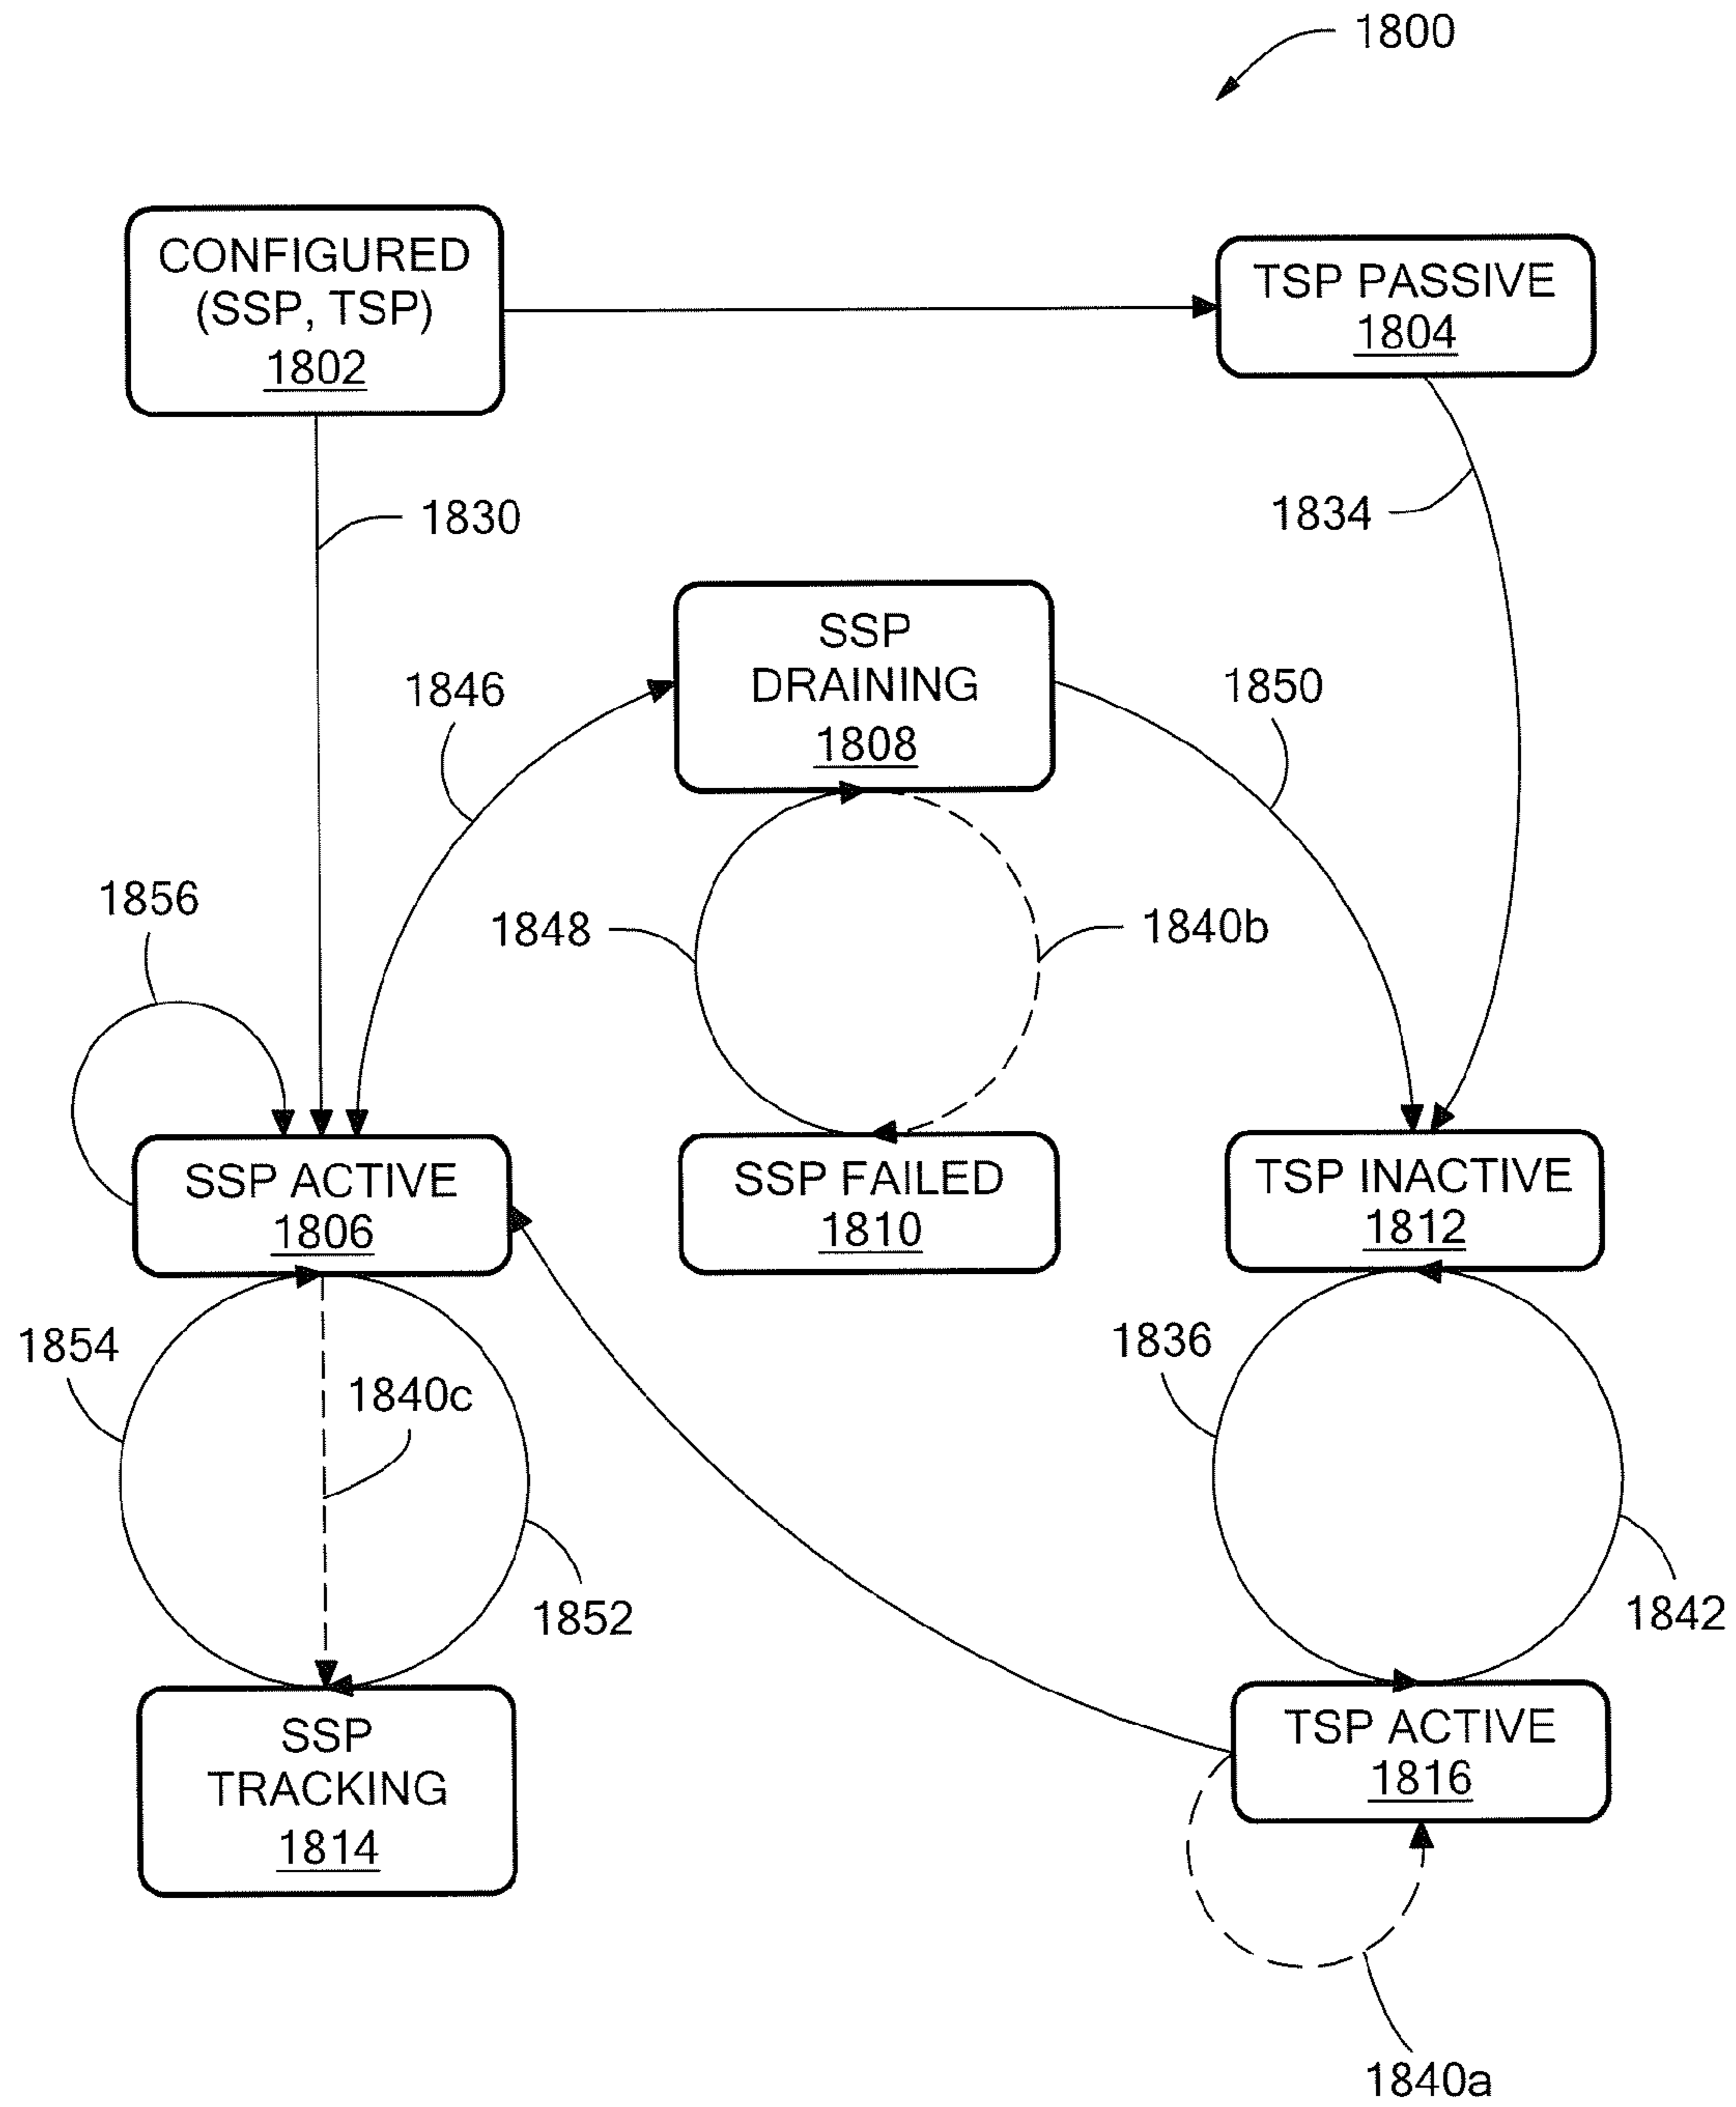 1800
CONFIGURED
(SSP, TSP)
1802
TSP PASSIVE
1804
1830
1834
SSP
DRAINING
1808
1846
1850
1856
1848
1840b
SSP ACTIVE
1806
SSP FAILED
1810
TSP INACTIVE
1812
1854
1840c
1852
1836
1842
SSP
TRACKING
1814
TSP ACTIVE
1816
1840a